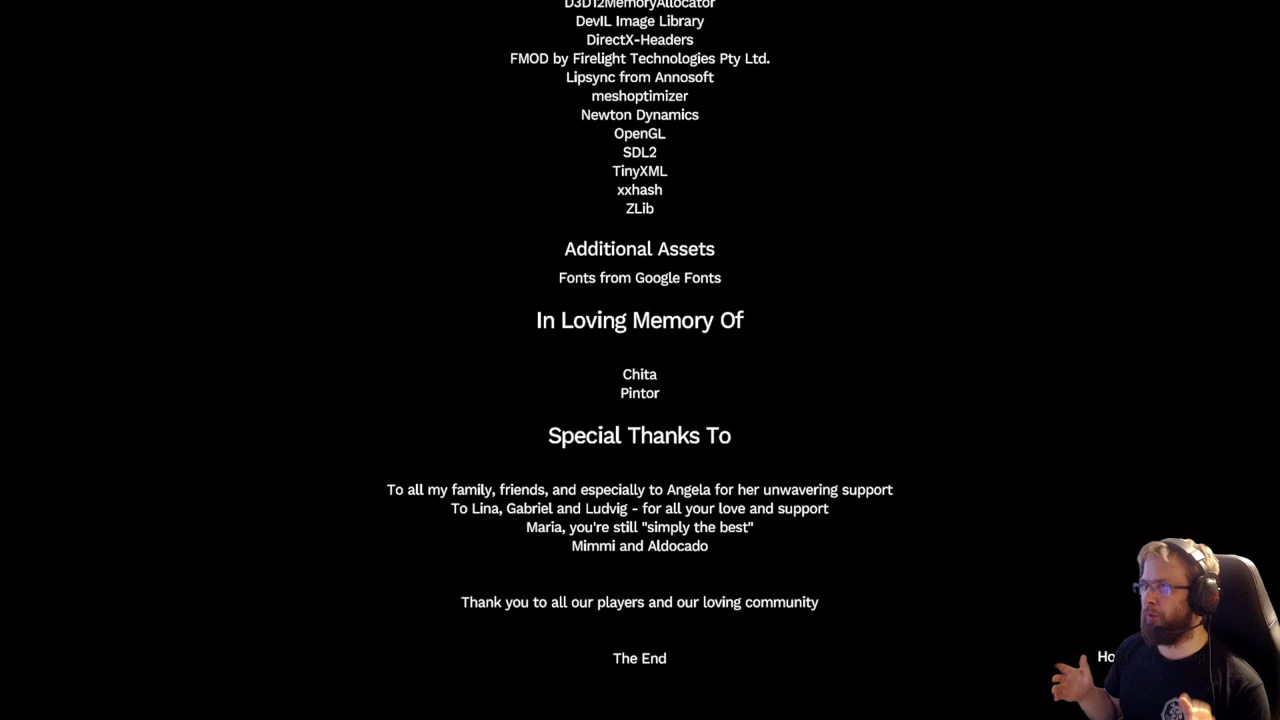 D3D12MemoryAllocator
DevIL Image Library
DirectX-Headers
FMOD by Firelight Technologies Pty Ltd.
Lipsync from Annosoft
meshoptimizer
Newton Dynamics
OpenGL
SDL2
TinyXML
xxhash
ZLib
Additional Assets
Fonts from Google Fonts
In Loving Memory Of
Chita
Pintor
Special Thanks To
To all my family, friends, and especially to Angela for her unwavering support
To Lina, Gabriel and Ludvig - for all your love and support
Maria, you're still "simply the best"
Mimmi and Aldocado
Thank you to all our players and our loving community
The End